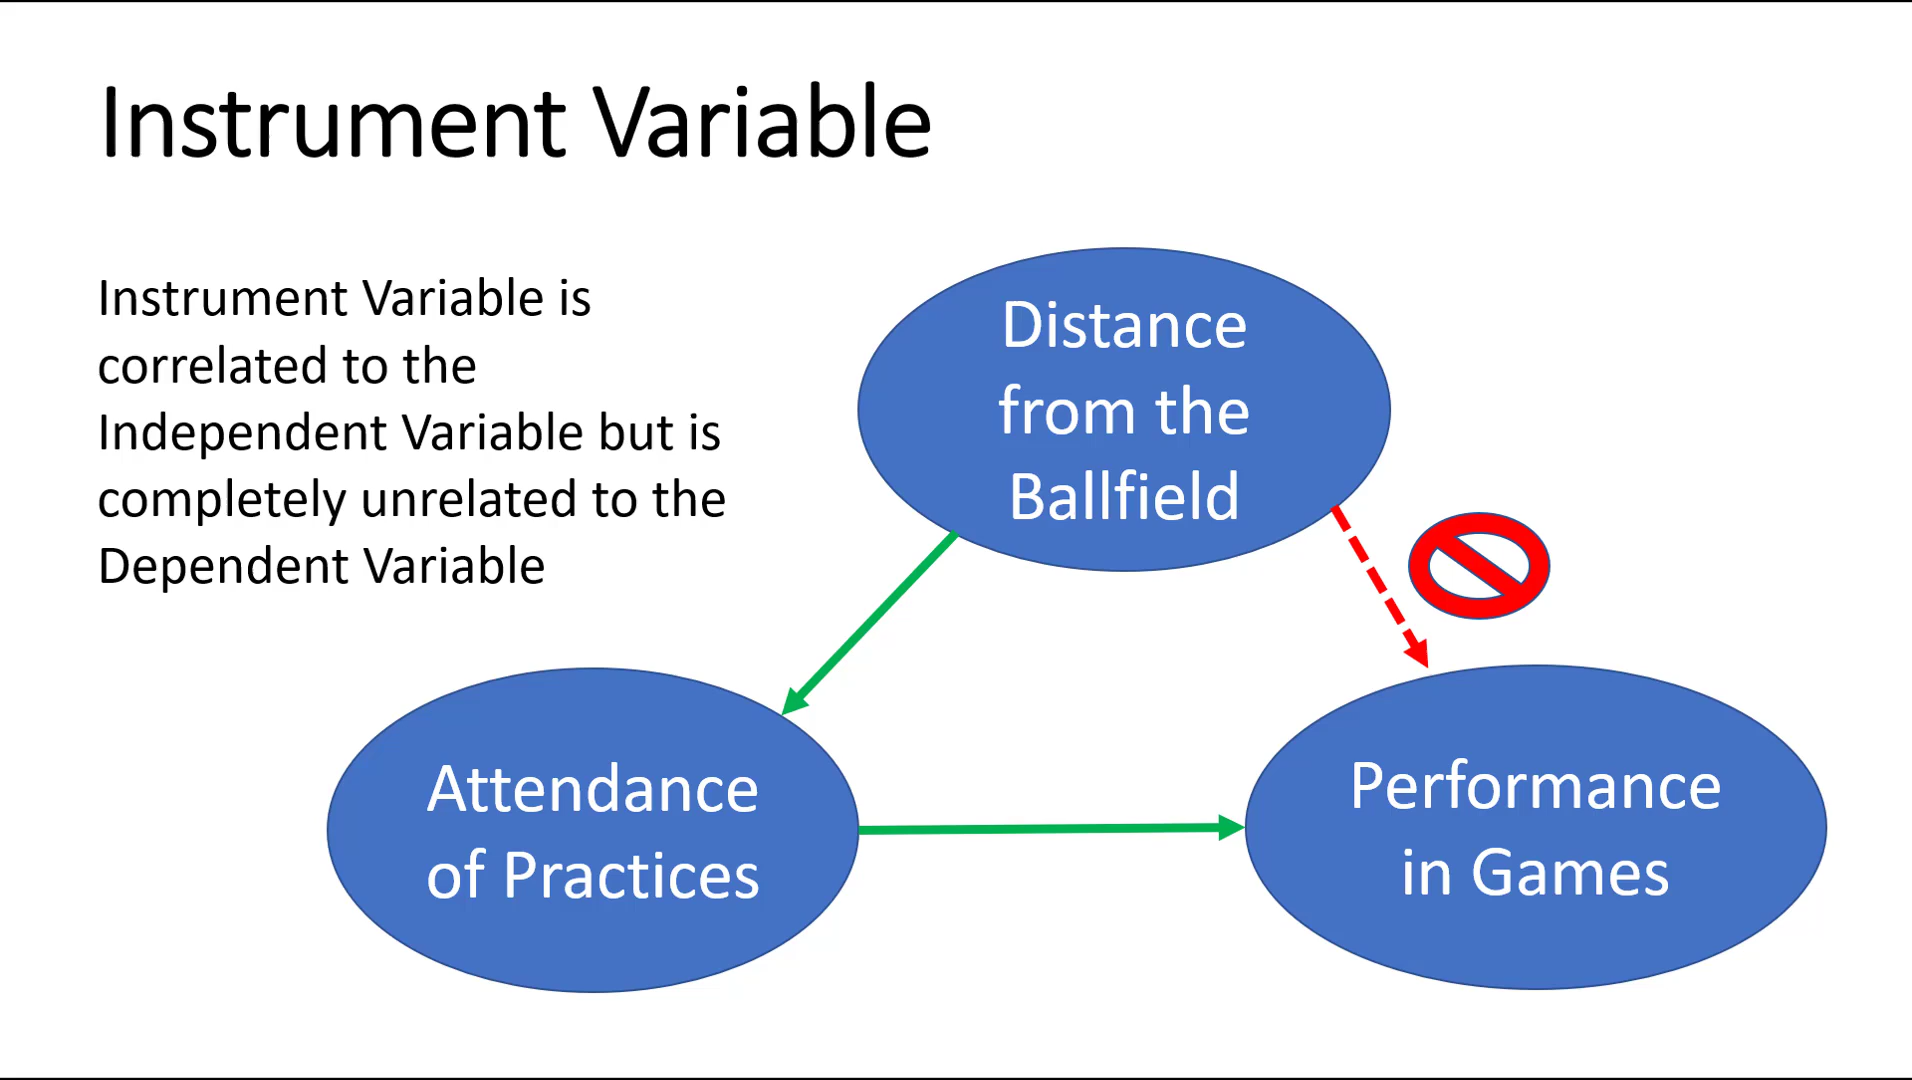 Instrument Variable
Instrument Variable is
correlated to the
Independent Variable but is
completely unrelated to the
Dependent Variable
Distance
from the
Ballfield
Attendance
of Practices
Performance
in Games